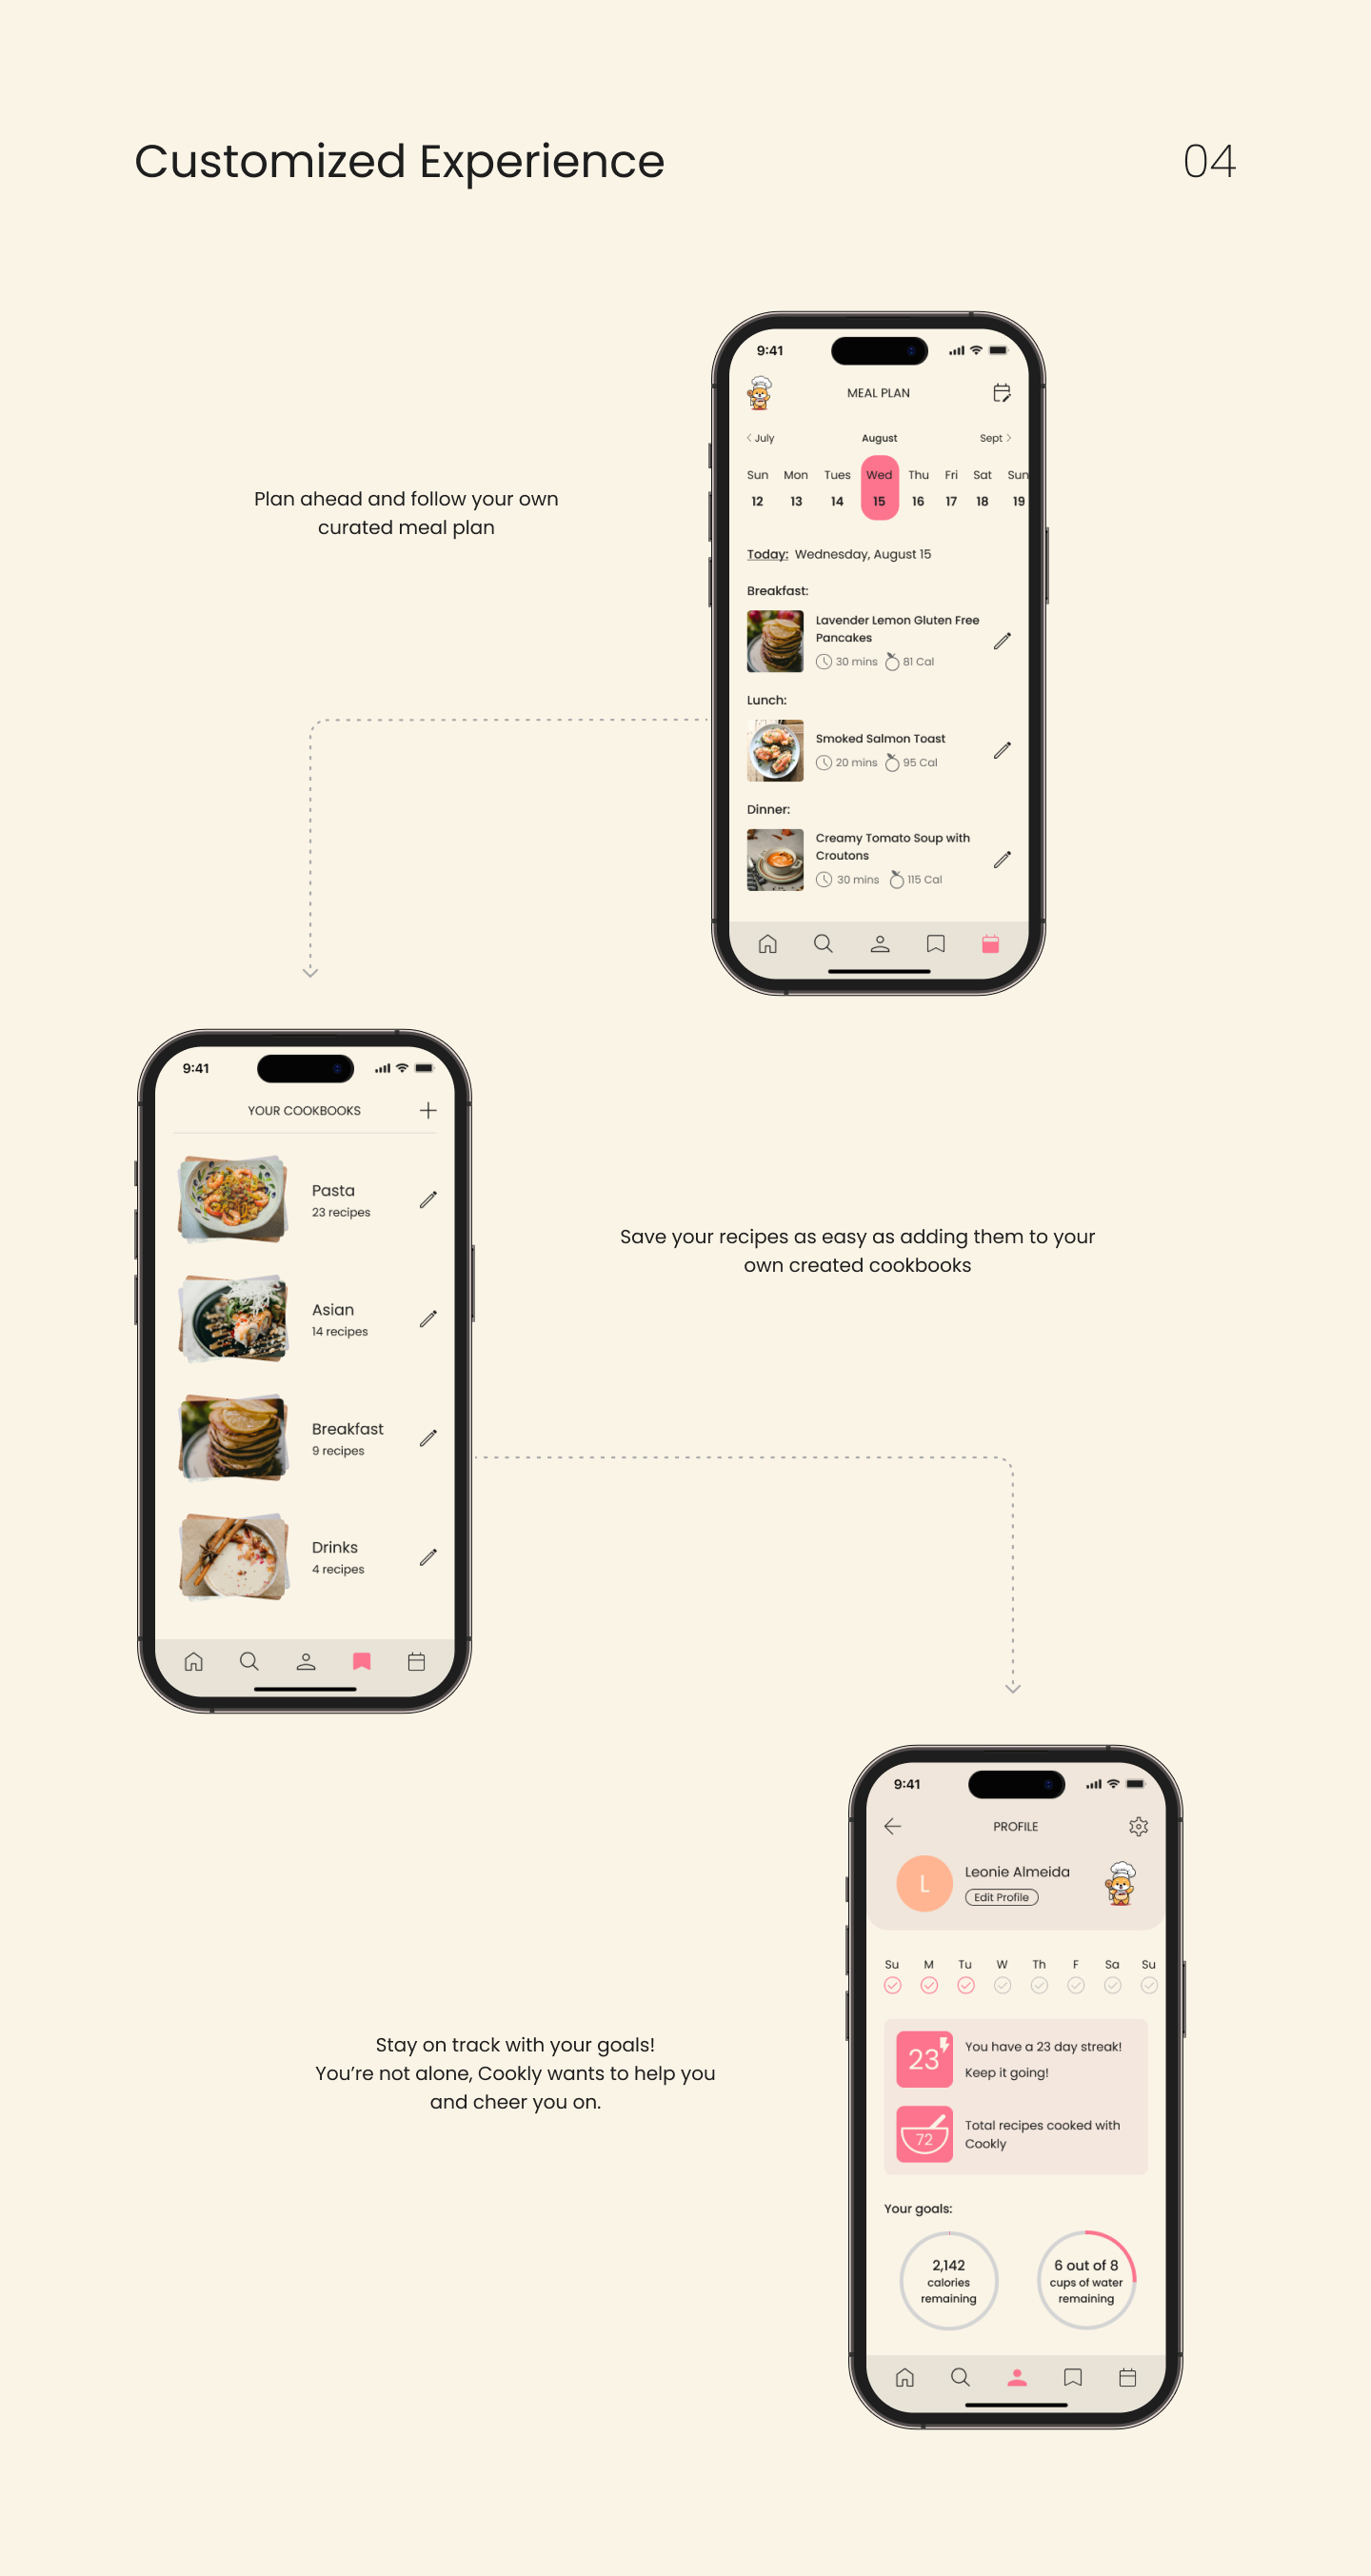 Customized Experience
04
9:41
MEAL PLAN
July
August
Sept
Sun Mon Tues Wed Thu Fri Sat Sun
12 13 14 15 16 17 18 19
Today: Wednesday, August 15
Breakfast:
Lavender Lemon Gluten Free
Pancakes
30 mins 81 Cal
Lunch:
Smoked Salmon Toast
20 mins 95 Cal
Dinner:
Creamy Tomato Soup with
Croutons
30 mins 115 Cal
Plan ahead and follow your own
curated meal plan
9:41
YOUR COOKBOOKS
Pasta
23 recipes
Asian
14 recipes
Breakfast
9 recipes
Drinks
4 recipes
Save your recipes as easy as adding them to your
own created cookbooks
9:41
PROFILE
L
Leonie Almeida
Edit Profile
Su M Tu W Th F Sa Su
23
You have a 23 day streak!
Keep it going!
72
Total recipes cooked with
Cookly
Your goals:
2,142
calories
remaining
6 out of 8
cups of water
remaining
Stay on track with your goals!
You’re not alone, Cookly wants to help you
and cheer you on.